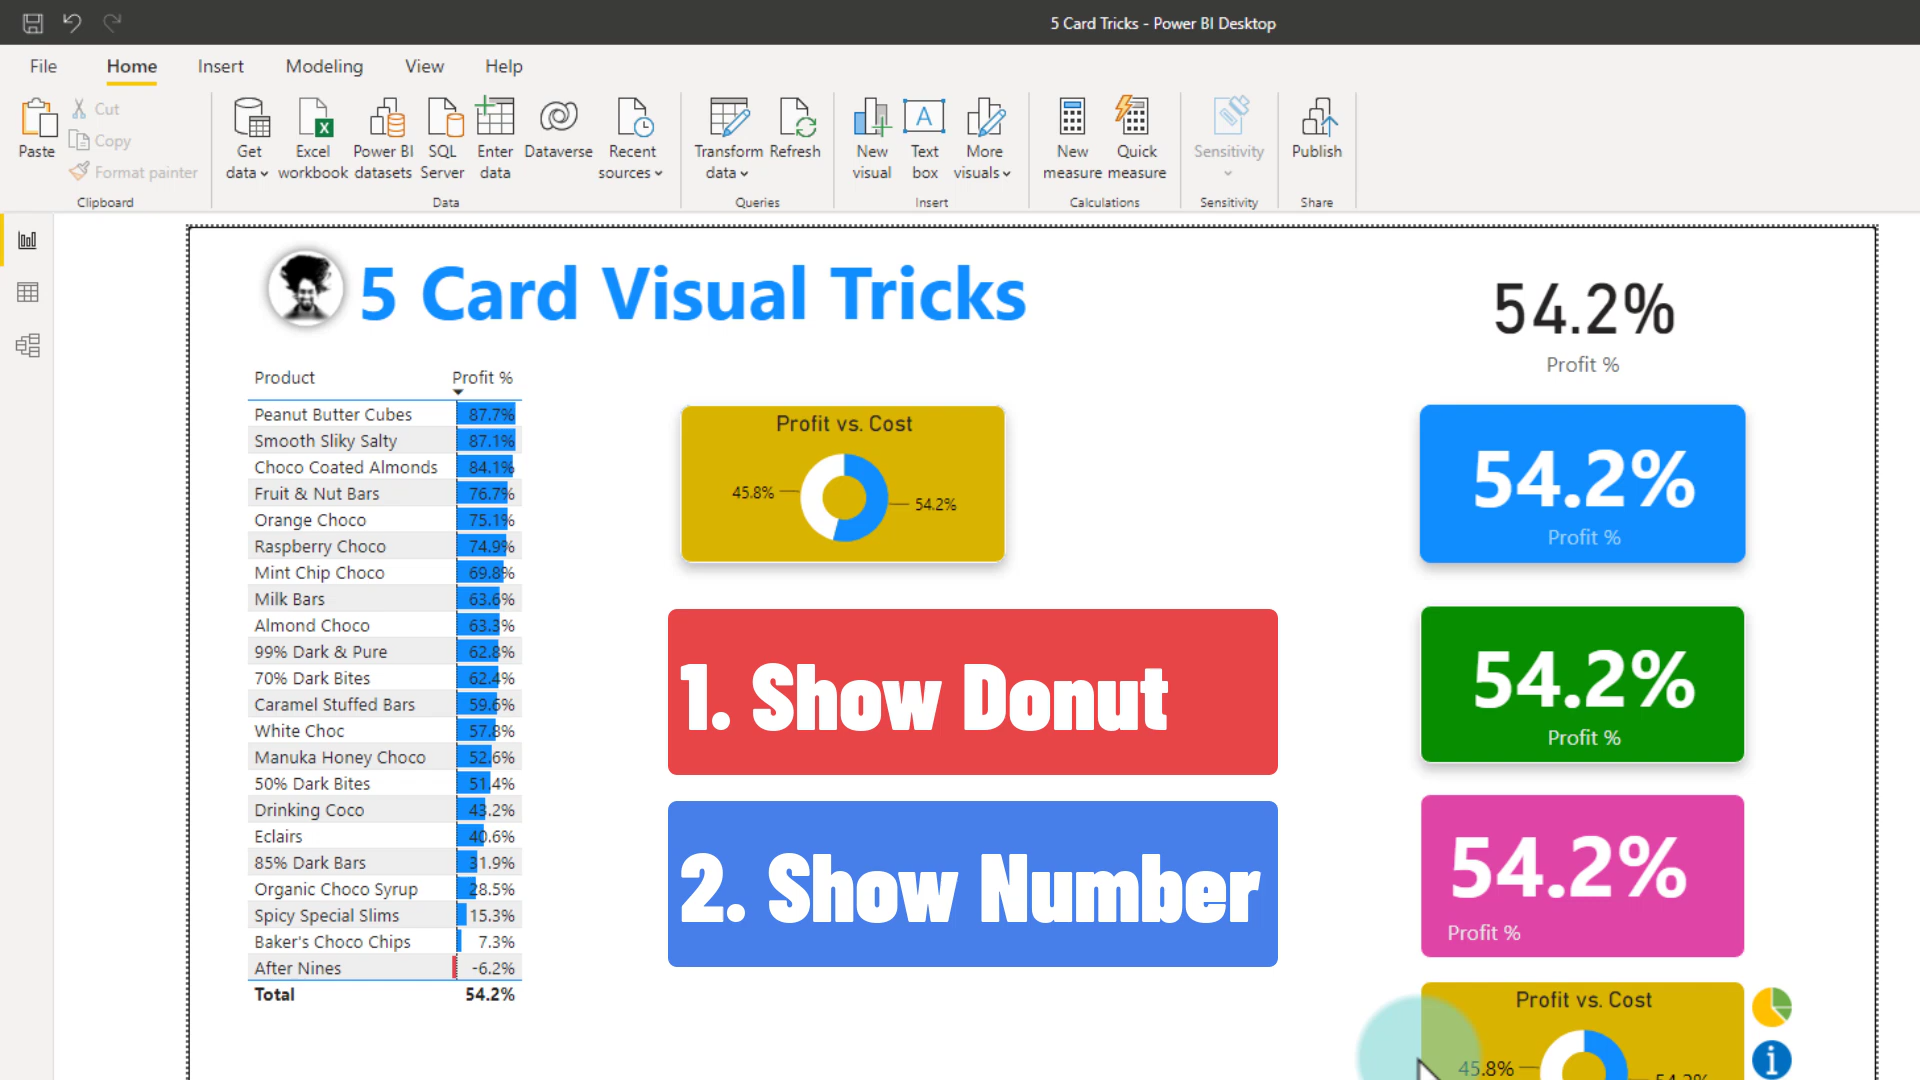 5 Card Tricks - Power BI Desktop
File Home Insert Modeling View Help
Paste
Cut
Copy
Format painter
Clipboard
Get data
Excel workbook
Power BI datasets
SQL Server
Enter data
Dataverse
Recent sources
Data
Transform data
Refresh
Queries
New visual
Text box
More visuals
Insert
New measure
Quick measure
Calculations
Sensitivity
Sensitivity
Publish
Share
5 Card Visual Tricks
Product Profit %
Peanut Butter Cubes 87.7%
Smooth Sliky Salty 87.1%
Choco Coated Almonds 84.1%
Fruit & Nut Bars 76.7%
Orange Choco 75.1%
Raspberry Choco 74.9%
Mint Chip Choco 69.8%
Milk Bars 63.6%
Almond Choco 63.3%
99% Dark & Pure 62.8%
70% Dark Bites 62.4%
Caramel Stuffed Bars 59.6%
White Choc 57.8%
Manuka Honey Choco 52.6%
50% Dark Bites 51.4%
Drinking Coco 43.2%
Eclairs 40.6%
85% Dark Bars 31.9%
Organic Choco Syrup 28.5%
Spicy Special Slims 15.3%
Baker's Choco Chips 7.3%
After Nines -6.2%
Total 54.2%
Profit vs. Cost
45.8%
54.2%
1. Show Donut
2. Show Number
54.2%
Profit %
54.2%
Profit %
54.2%
Profit %
54.2%
Profit %
Profit vs. Cost
45.8%
54.2%